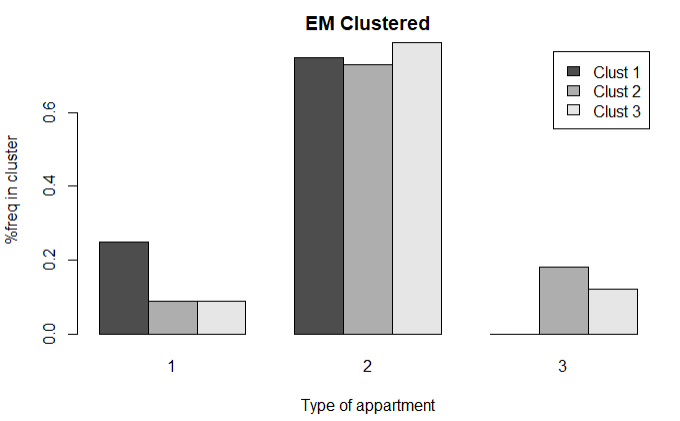 EM Clustered
Clust 1
Clust 2
Clust 3
%freq in cluster
0.6
0.4
0.2
0.0
1
2
3
Type of appartment